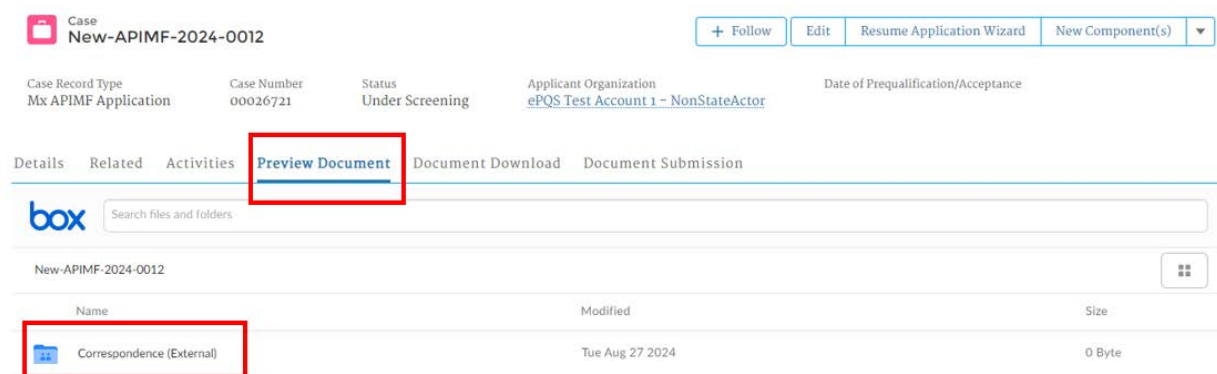 Case
New-APIMF-2024-0012
+ Follow Edit Resume Application Wizard New Component(s)
Case Record Type Case Number Status Applicant Organization Date of Prequalification/Acceptance
Mx APIMF Application 00026721 Under Screening ePQS Test Account 1 - NonStateActor
Details Related Activities Preview Document Document Download Document Submission
box Search files and folders
New-APIMF-2024-0012
Name Modified Size
Correspondence (External) Tue Aug 27 2024 0 Byte